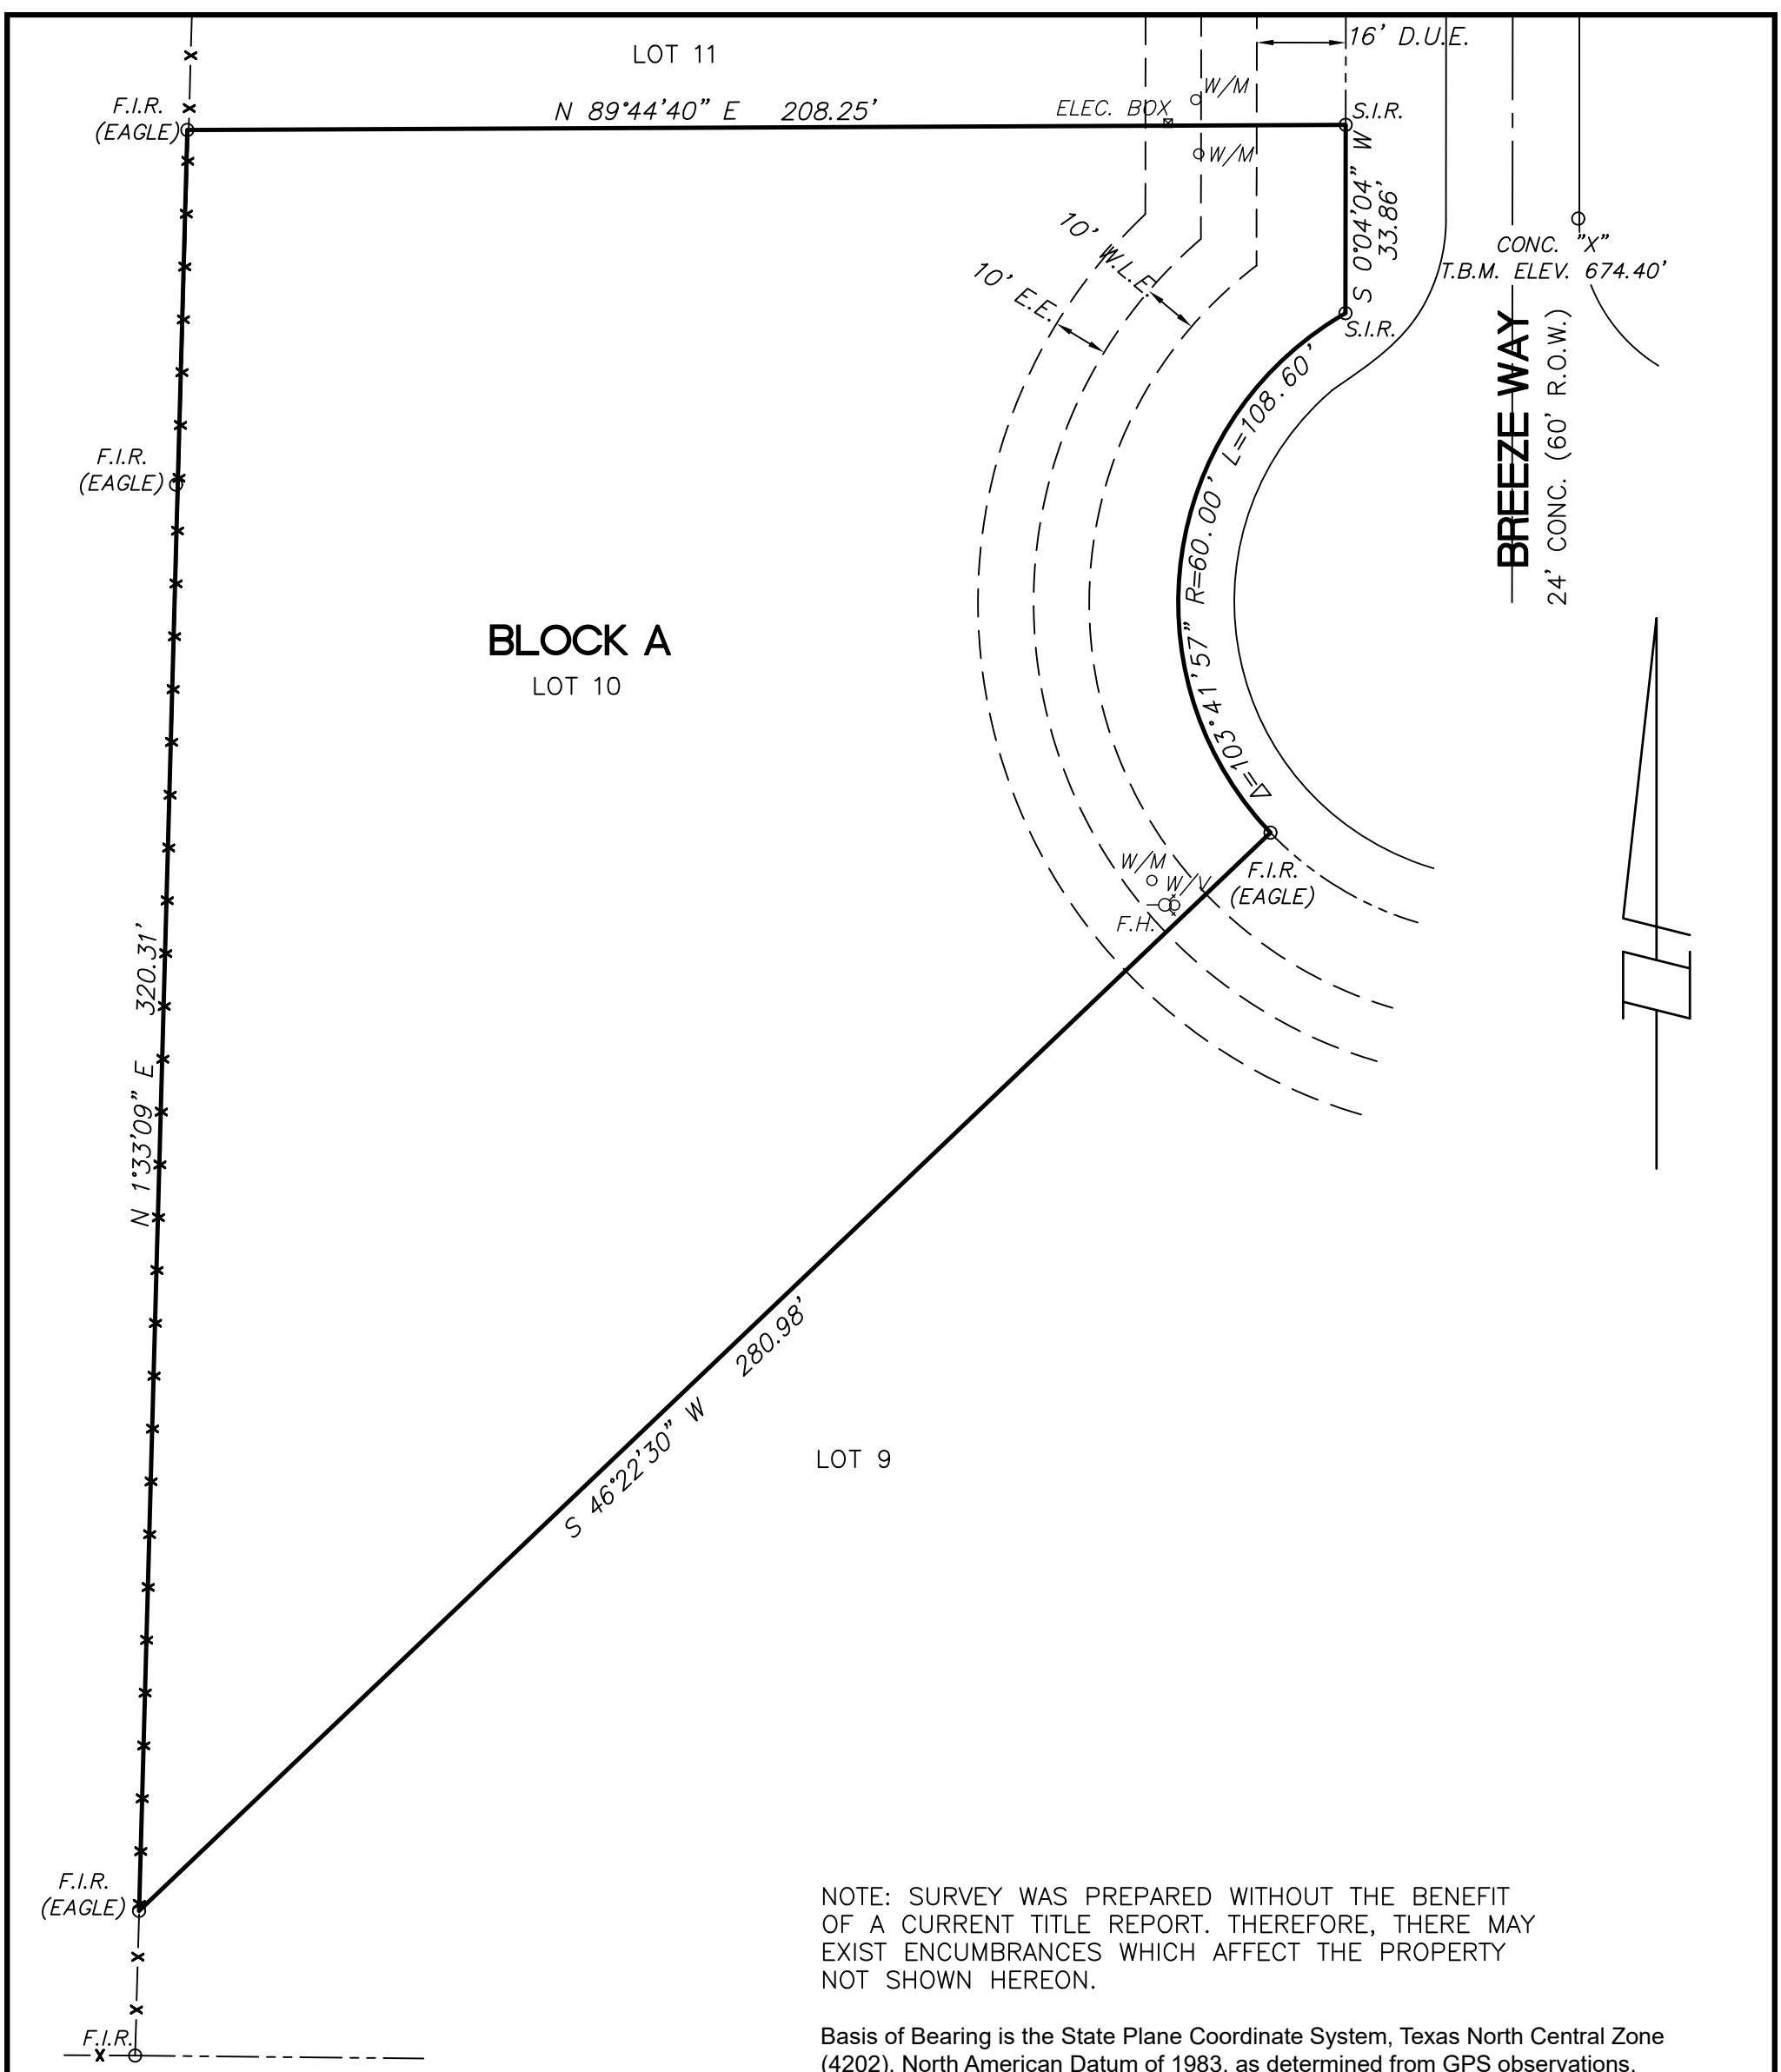 LOT 11
16' D.U.E.
F.I.R.
(EAGLE)
N 89°44'40" E 208.25'
ELEC. BOX
W/M
S.I.R.
W/M
S 0°04'04" W
33.86'
10' W.L.E.
10' E.E.
CONC. "X"
T.B.M. ELEV. 674.40'
S.I.R.
BREEZE WAY
24' CONC. (60' R.O.W.)
F.I.R.
(EAGLE)
Δ=103°41'57" R=60.00' L=108.60'
BLOCK A
LOT 10
W/M
W/V
F.H.
F.I.R.
(EAGLE)
N 1°33'09" E 320.31'
S 46°22'30" W 280.98'
LOT 9
F.I.R.
(EAGLE)
NOTE: SURVEY WAS PREPARED WITHOUT THE BENEFIT
OF A CURRENT TITLE REPORT. THEREFORE, THERE MAY
EXIST ENCUMBRANCES WHICH AFFECT THE PROPERTY
NOT SHOWN HEREON.
F.I.R.
Basis of Bearing is the State Plane Coordinate System, Texas North Central Zone
(4202), North American Datum of 1983, as determined from GPS observations.